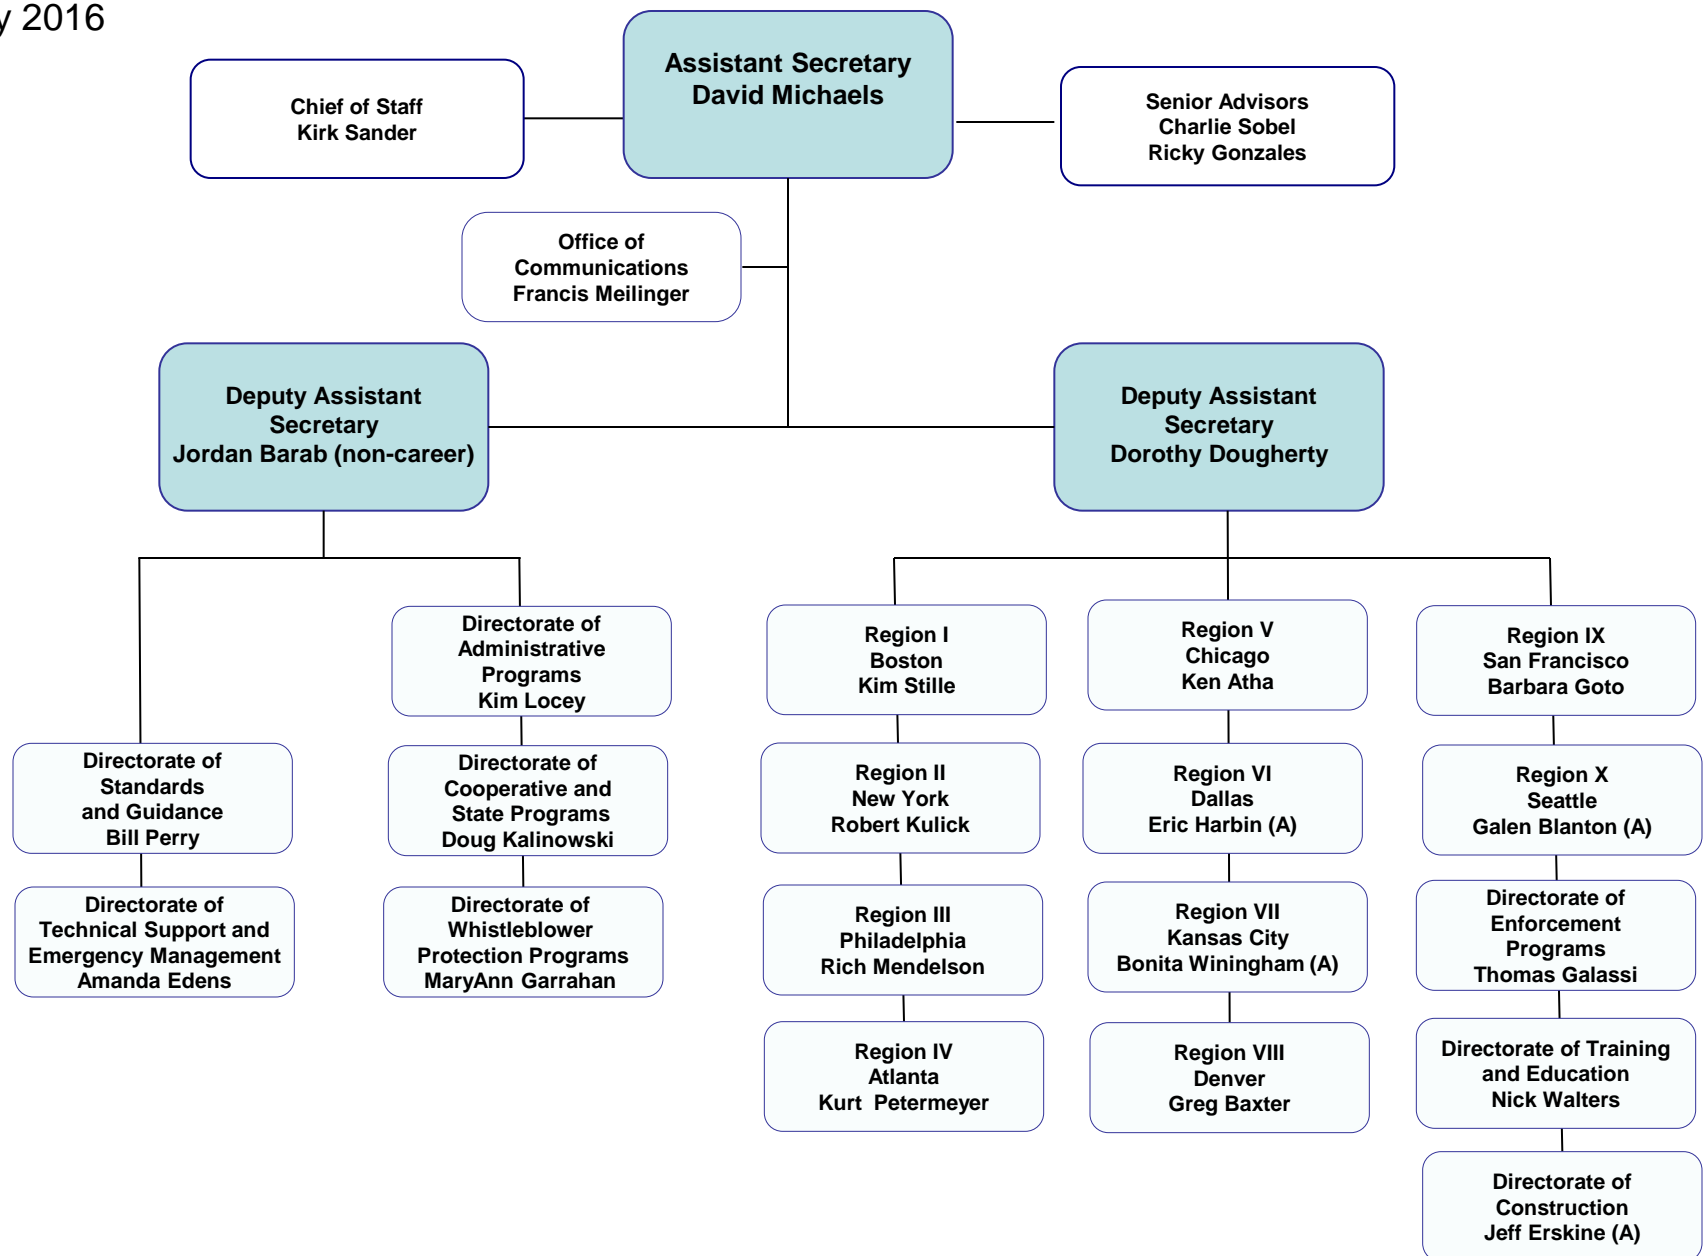 y 2016
Assistant Secretary
David Michaels
Chief of Staff
Kirk Sander
Senior Advisors
Charlie Sobel
Ricky Gonzales
Office of
Communications
Francis Meilinger
Deputy Assistant
Secretary
Jordan Barab (non-career)
Deputy Assistant
Secretary
Dorothy Dougherty
Directorate of
Standards
and Guidance
Bill Perry
Directorate of
Technical Support and
Emergency Management
Amanda Edens
Directorate of
Administrative
Programs
Kim Locey
Directorate of
Cooperative and
State Programs
Doug Kalinowski
Directorate of
Whistleblower
Protection Programs
MaryAnn Garrahan
Region I
Boston
Kim Stille
Region II
New York
Robert Kulick
Region III
Philadelphia
Rich Mendelson
Region IV
Atlanta
Kurt  Petermeyer
Region V
Chicago
Ken Atha
Region VI
Dallas
Eric Harbin (A)
Region VII
Kansas City
Bonita Winingham (A)
Region VIII
Denver
Greg Baxter
Region IX
San Francisco
Barbara Goto
Region X
Seattle
Galen Blanton (A)
Directorate of
Enforcement
Programs
Thomas Galassi
Directorate of Training
and Education
Nick Walters
Directorate of
Construction
Jeff Erskine (A)